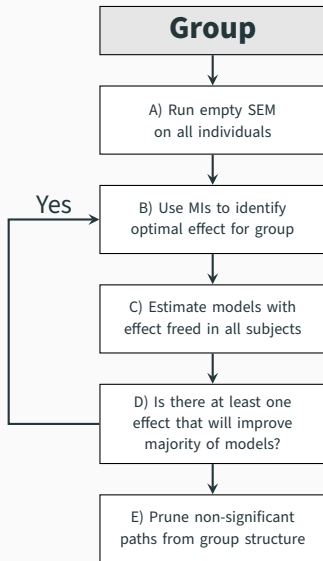 Group
A) Run empty SEM
on all individuals
Yes
B) Use MIs to identify
optimal effect for group
C) Estimate models with
effect freed in all subjects
D) Is there at least one
effect that will improve
majority of models?
E) Prune non-significant
paths from group structure